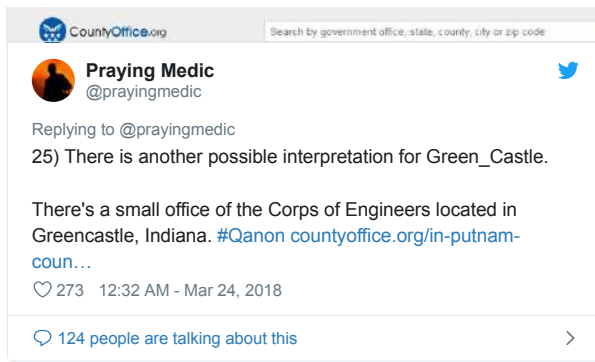 CountyOffice.org
Search by government office, state, county, city or zip code
Praying Medic
@prayingmedic
Replying to @prayingmedic
25) There is another possible interpretation for Green_Castle.
There's a small office of the Corps of Engineers located in
Greencastle, Indiana. #Qanon countyoffice.org/in-putnam-
coun…
273 12:32 AM - Mar 24, 2018
124 people are talking about this